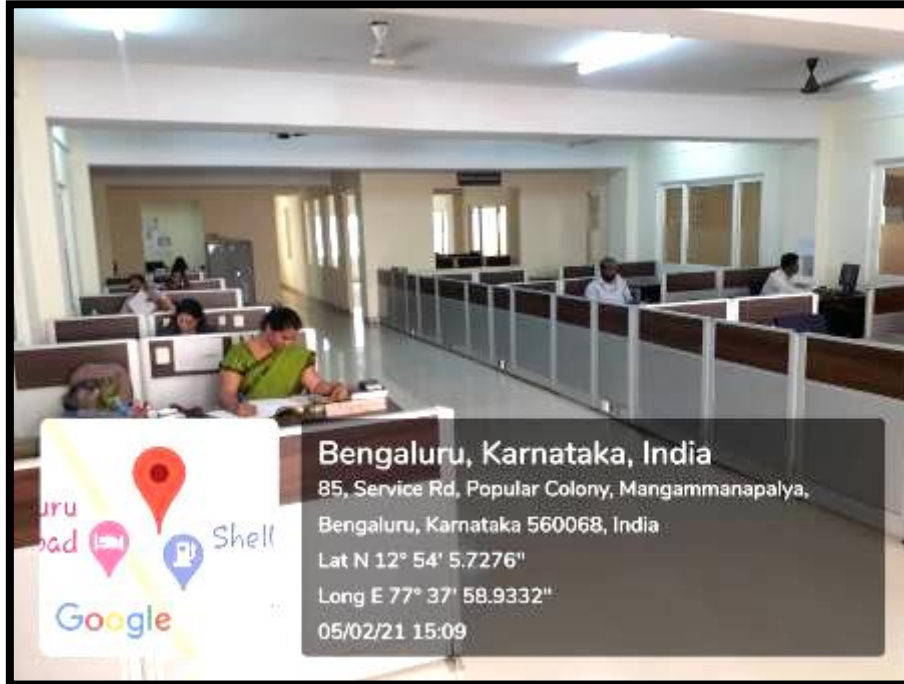 Bengaluru, Karnataka, India
85, Service Rd, Popular Colony, Mangammanapalya,
Bengaluru, Karnataka 560068, India
Lat N 12° 54' 5.7276"
Long E 77° 37' 58.9332"
05/02/21 15:09
uru
oad
Shell
Google